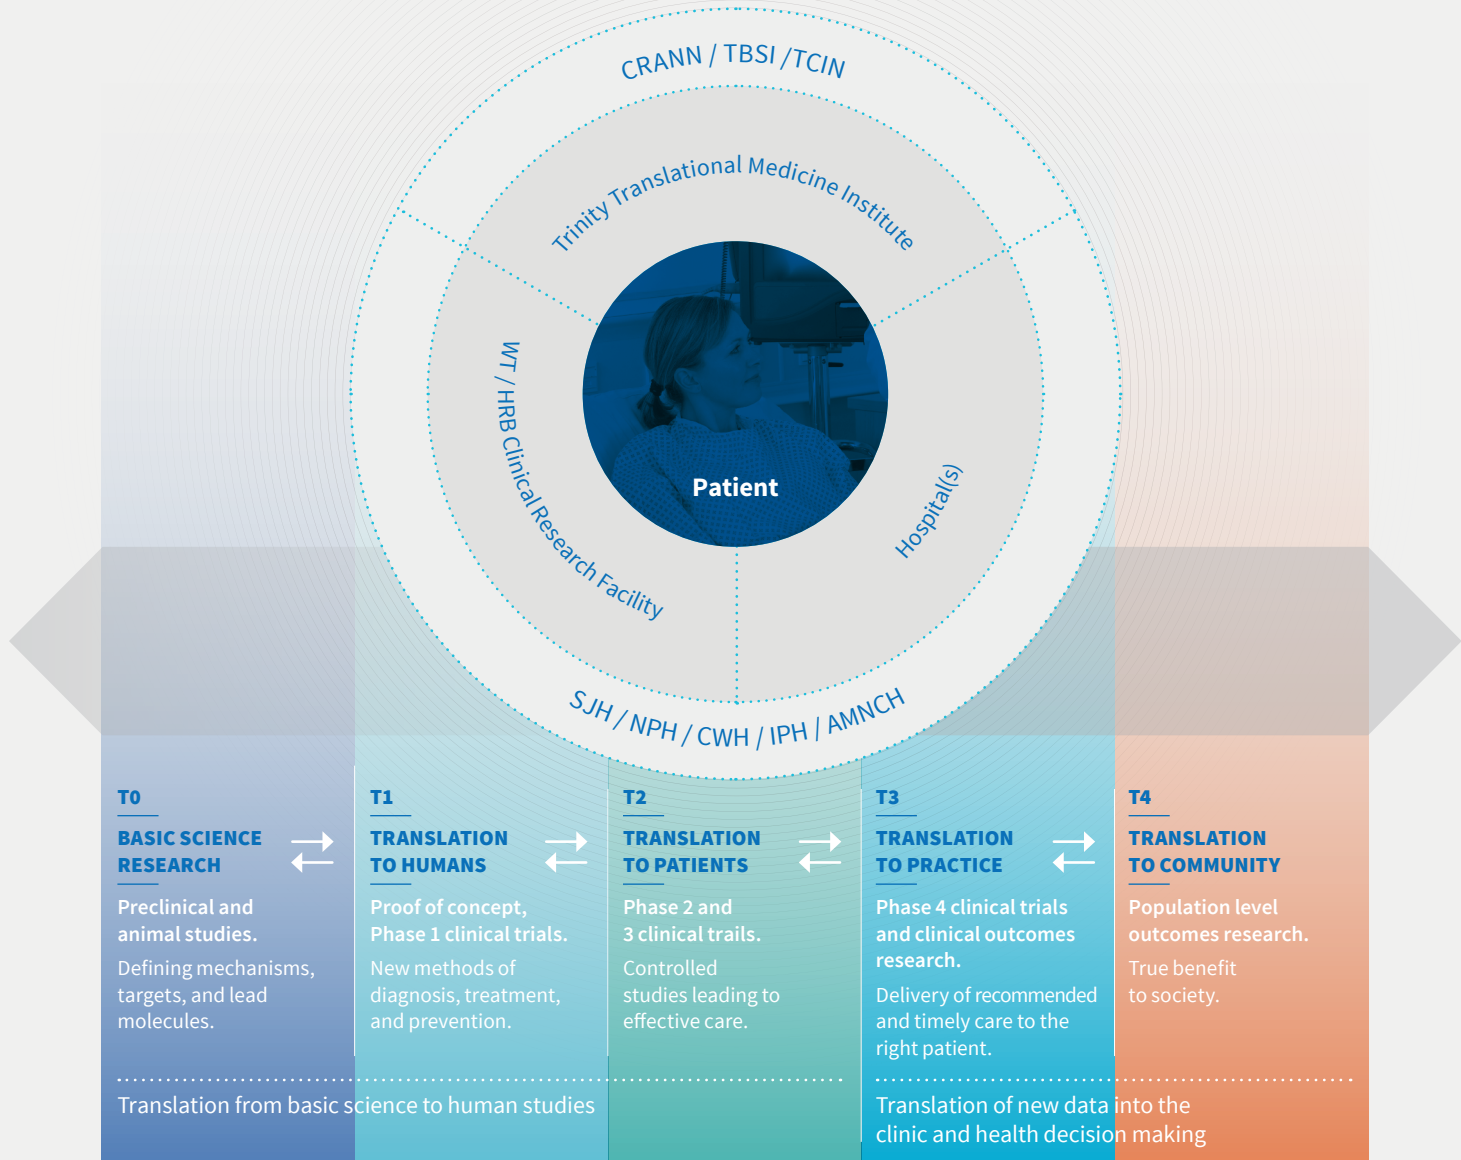 CRANN / TBSI /TCIN
Trinity Translational Medicine Institute
WT / HRB Clinical Research Facility
Hospital(s)
Patient
SJH / NPH / CWH / IPH / AMNCH
T0
BASIC SCIENCE
RESEARCH
Preclinical and
animal studies.
Defining mechanisms,
targets, and lead
molecules.
T1
TRANSLATION
TO HUMANS
Proof of concept,
Phase 1 clinical trials.
New methods of
diagnosis, treatment,
and prevention.
T2
TRANSLATION
TO PATIENTS
Phase 2 and
3 clinical trails.
Controlled
studies leading to
effective care.
T3
TRANSLATION
TO PRACTICE
Phase 4 clinical trials
and clinical outcomes
research.
Delivery of recommended
and timely care to the
right patient.
T4
TRANSLATION
TO COMMUNITY
Population level
outcomes research.
True benefit
to society.
Translation from basic science to human studies
Translation of new data into the
clinic and health decision making